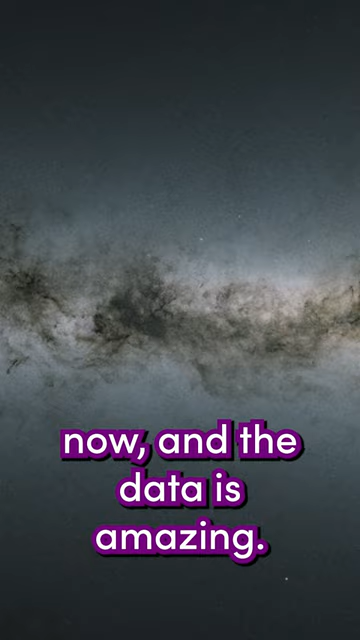 now, and the
data is
amazing.